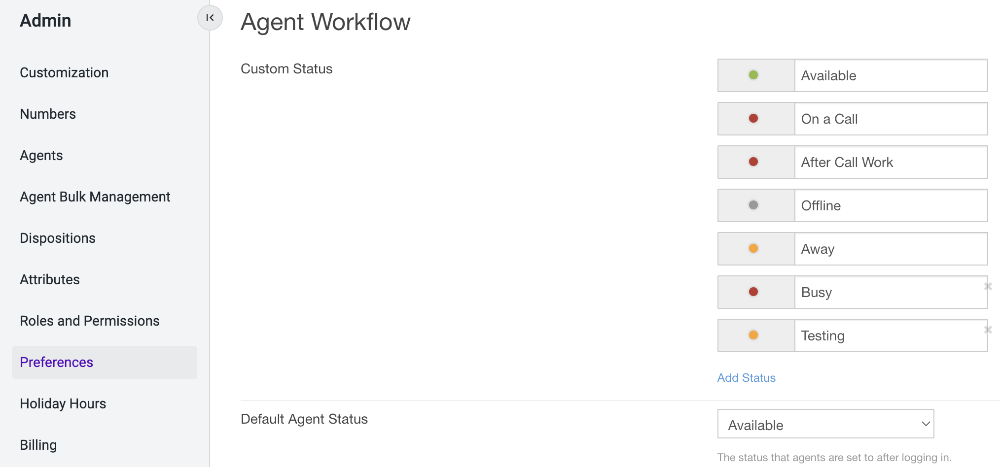 Admin
Customization
Numbers
Agents
Agent Bulk Management
Dispositions
Attributes
Roles and Permissions
Preferences
Holiday Hours
Billing
Agent Workflow
Custom Status
Available
On a Call
After Call Work
Offline
Away
Busy
Testing
Add Status
Default Agent Status
Available
The status that agents are set to after logging in.